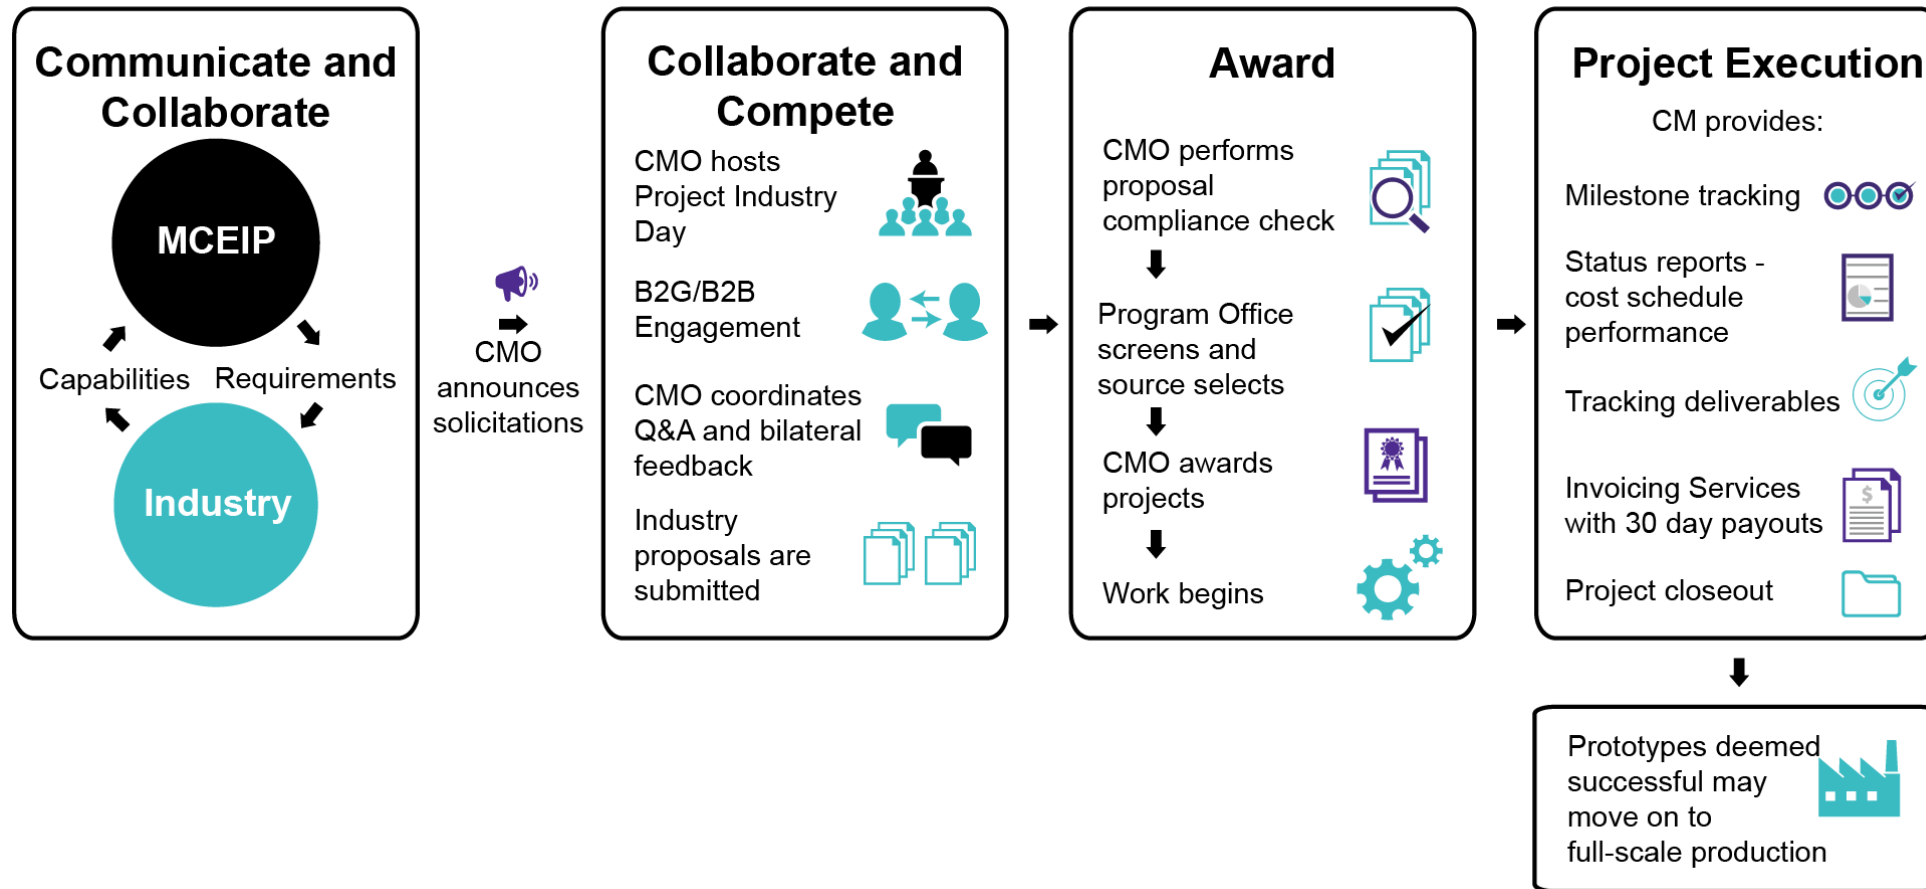 Communicate and
Collaborate
MCEIP
Capabilities
Requirements
Industry
CMO
announces
solicitations
Collaborate and
Compete
CMO hosts
Project Industry
Day
B2G/B2B
Engagement
CMO coordinates
Q&A and bilateral
feedback
Industry
proposals are
submitted
Award
CMO performs
proposal
compliance check
Program Office
screens and
source selects
CMO awards
projects
Work begins
Project Execution
CM provides:
Milestone tracking
Status reports -
cost schedule
performance
Tracking deliverables
Invoicing Services
with 30 day payouts
$
Project closeout
Prototypes deemed
successful may
move on to
full-scale production